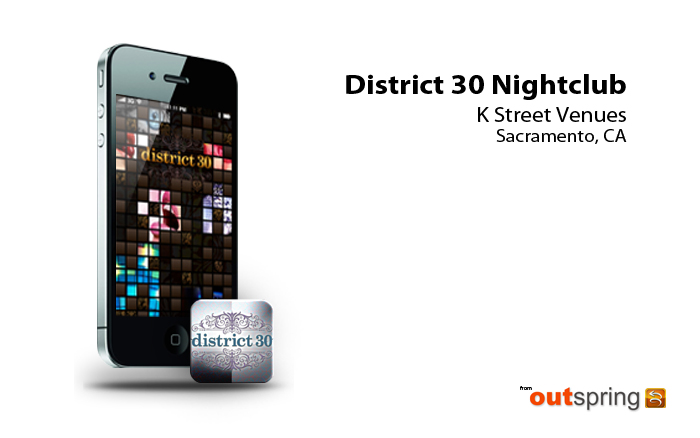 District 30 Nightclub
K Street Venues
Sacramento, CA
district 30
district 30
from outspring